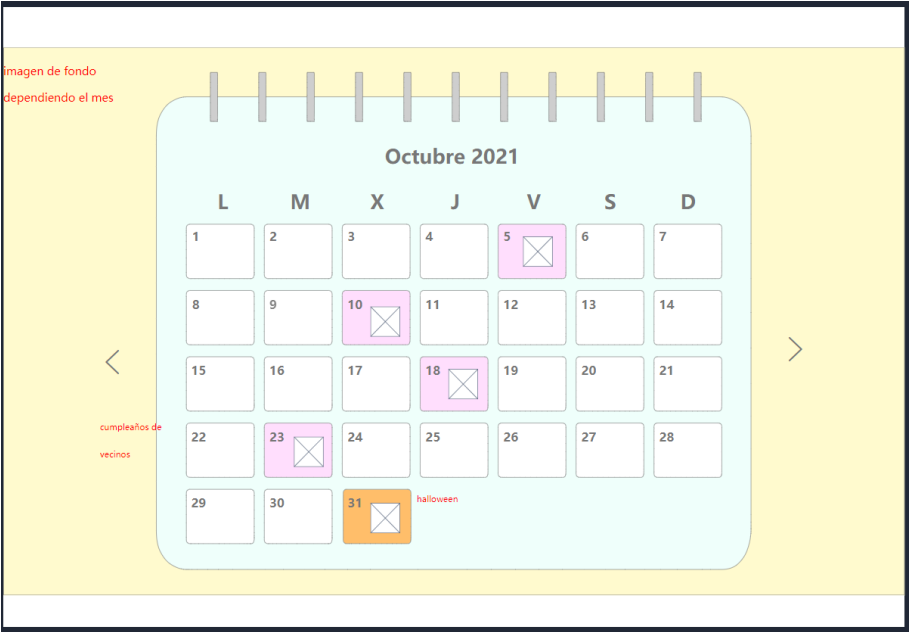 imagen de fondo
dependiendo el mes
Octubre 2021
L M X J V S D
1 2 3 4 5 6 7
8 9 10 11 12 13 14
15 16 17 18 19 20 21
cumpleaños de
vecinos
22 23 24 25 26 27 28
29 30 31 halloween